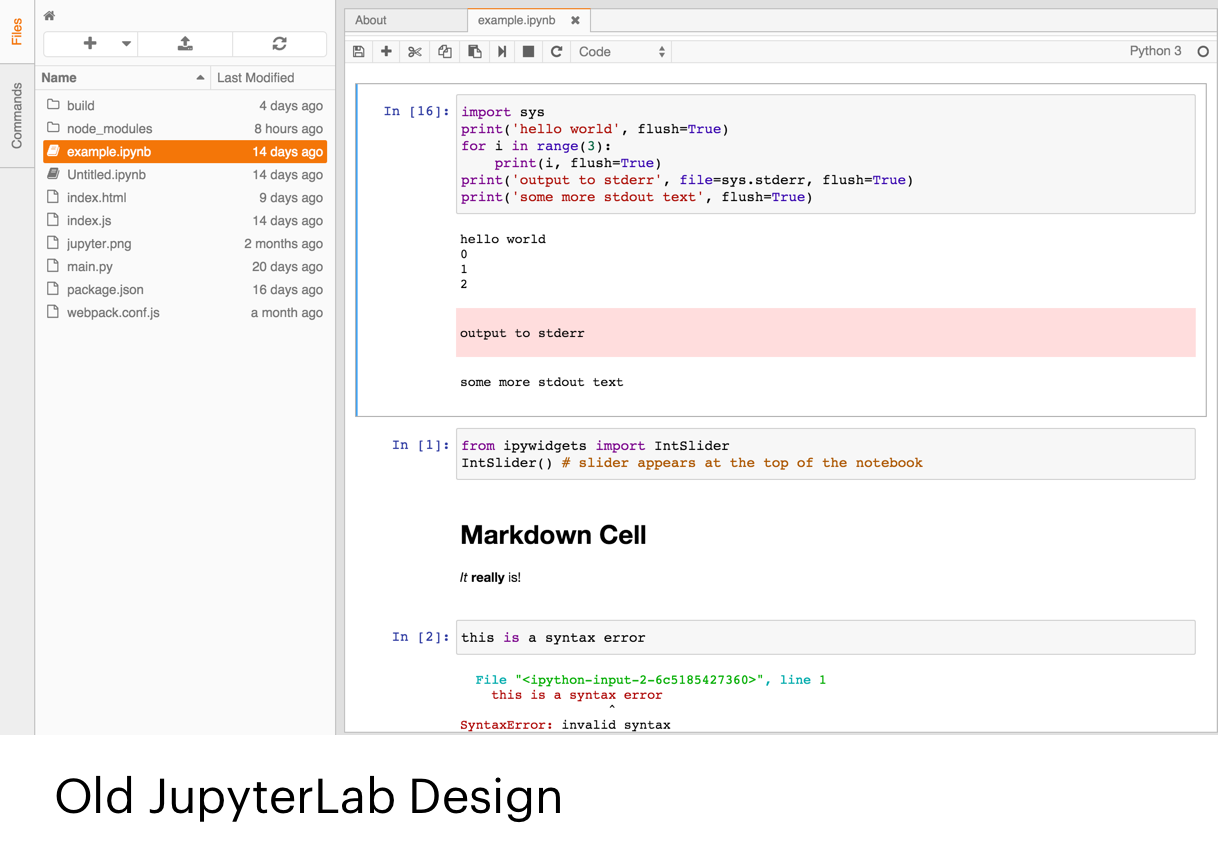 Files
Commands
Name Last Modified
build 4 days ago
node_modules 8 hours ago
example.ipynb 14 days ago
Untitled.ipynb 14 days ago
index.html 9 days ago
index.js 14 days ago
jupyter.png 2 months ago
main.py 20 days ago
package.json 16 days ago
webpack.conf.js a month ago
About example.ipynb
Code Python 3
In [16]: import sys
print('hello world', flush=True)
for i in range(3):
    print(i, flush=True)
print('output to stderr', file=sys.stderr, flush=True)
print('some more stdout text', flush=True)
hello world
0
1
2
output to stderr
some more stdout text
In [1]: from ipywidgets import IntSlider
IntSlider() # slider appears at the top of the notebook
Markdown Cell
It really is!
In [2]: this is a syntax error
File "<ipython-input-2-6c5185427360>", line 1
this is a syntax error
^
SyntaxError: invalid syntax
Old JupyterLab Design